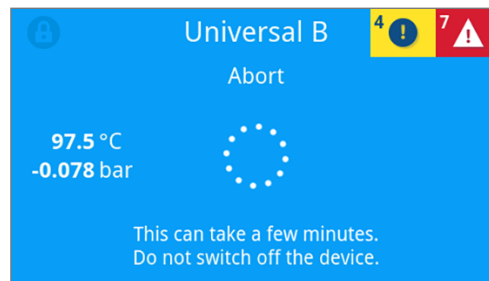 Universal B
4
7
Abort
97.5 °C
-0.078 bar
This can take a few minutes.
Do not switch off the device.